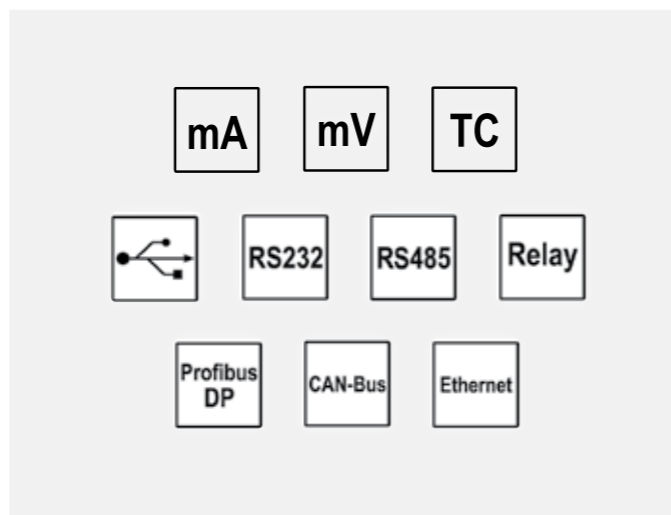 mA
mV
TC
RS232
RS485
Relay
Profibus
DP
CAN-Bus
Ethernet